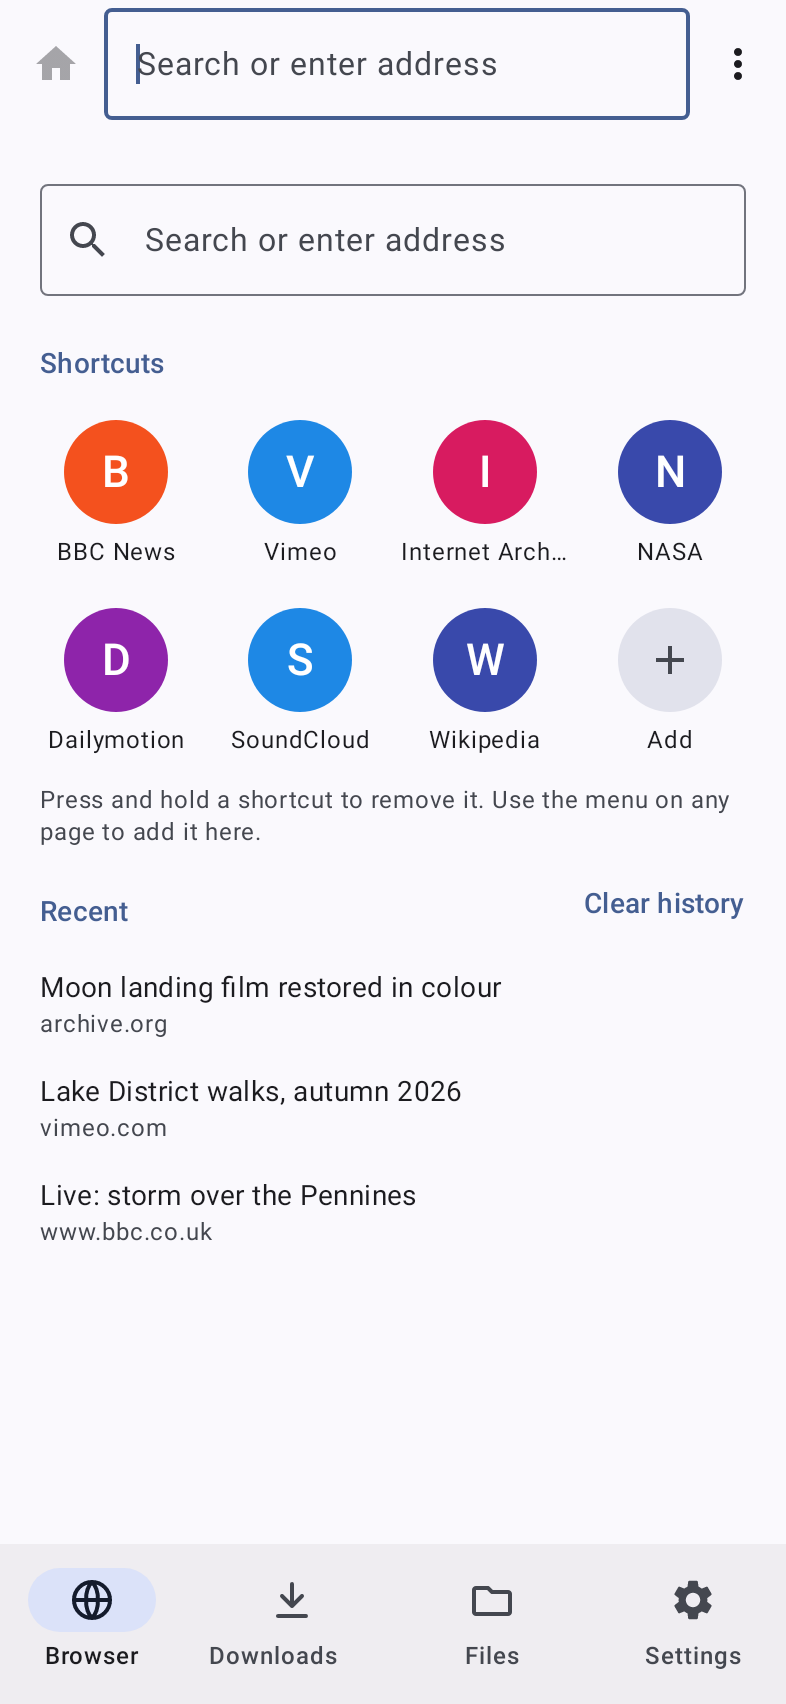 Search or enter address
Search or enter address
Shortcuts
B
V
I
N
BBC News
Vimeo
Internet Arch…
NASA
D
S
W
Dailymotion
SoundCloud
Wikipedia
Add
Press and hold a shortcut to remove it. Use the menu on any
page to add it here.
Recent
Clear history
Moon landing film restored in colour
archive.org
Lake District walks, autumn 2026
vimeo.com
Live: storm over the Pennines
www.bbc.co.uk
Browser
Downloads
Files
Settings